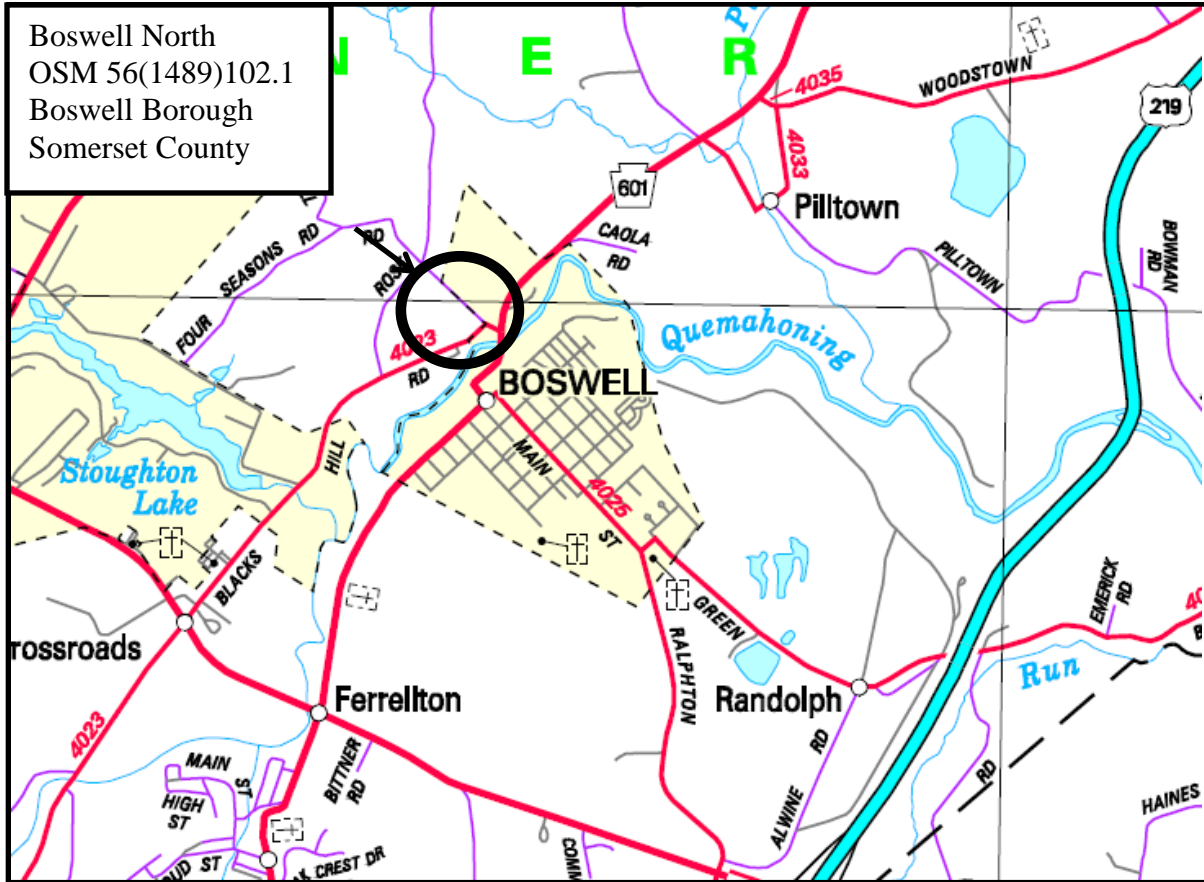 Boswell North
OSM 56(1489)102.1
Boswell Borough
Somerset County
N E R
4035
WOODSTOWN
219
4033
601
Pilltown
CAOLA
RD
RD
SEASONS
FOUR
RD
PILLTOWN
BOWMAN
RD
4023
RD
Quemahoning
BOSWELL
HILL
MAIN
ST
4025
Stoughton
Lake
BLACKS
GREEN
RALPHTON
EMERICK
RD
rossroads
Run
Randolph
Ferrellton
4023
RD
MAIN
ST
BITTNER
RD
HIGH
ST
ALWINE
RD
HAINES
ST
CREST DR
COMM